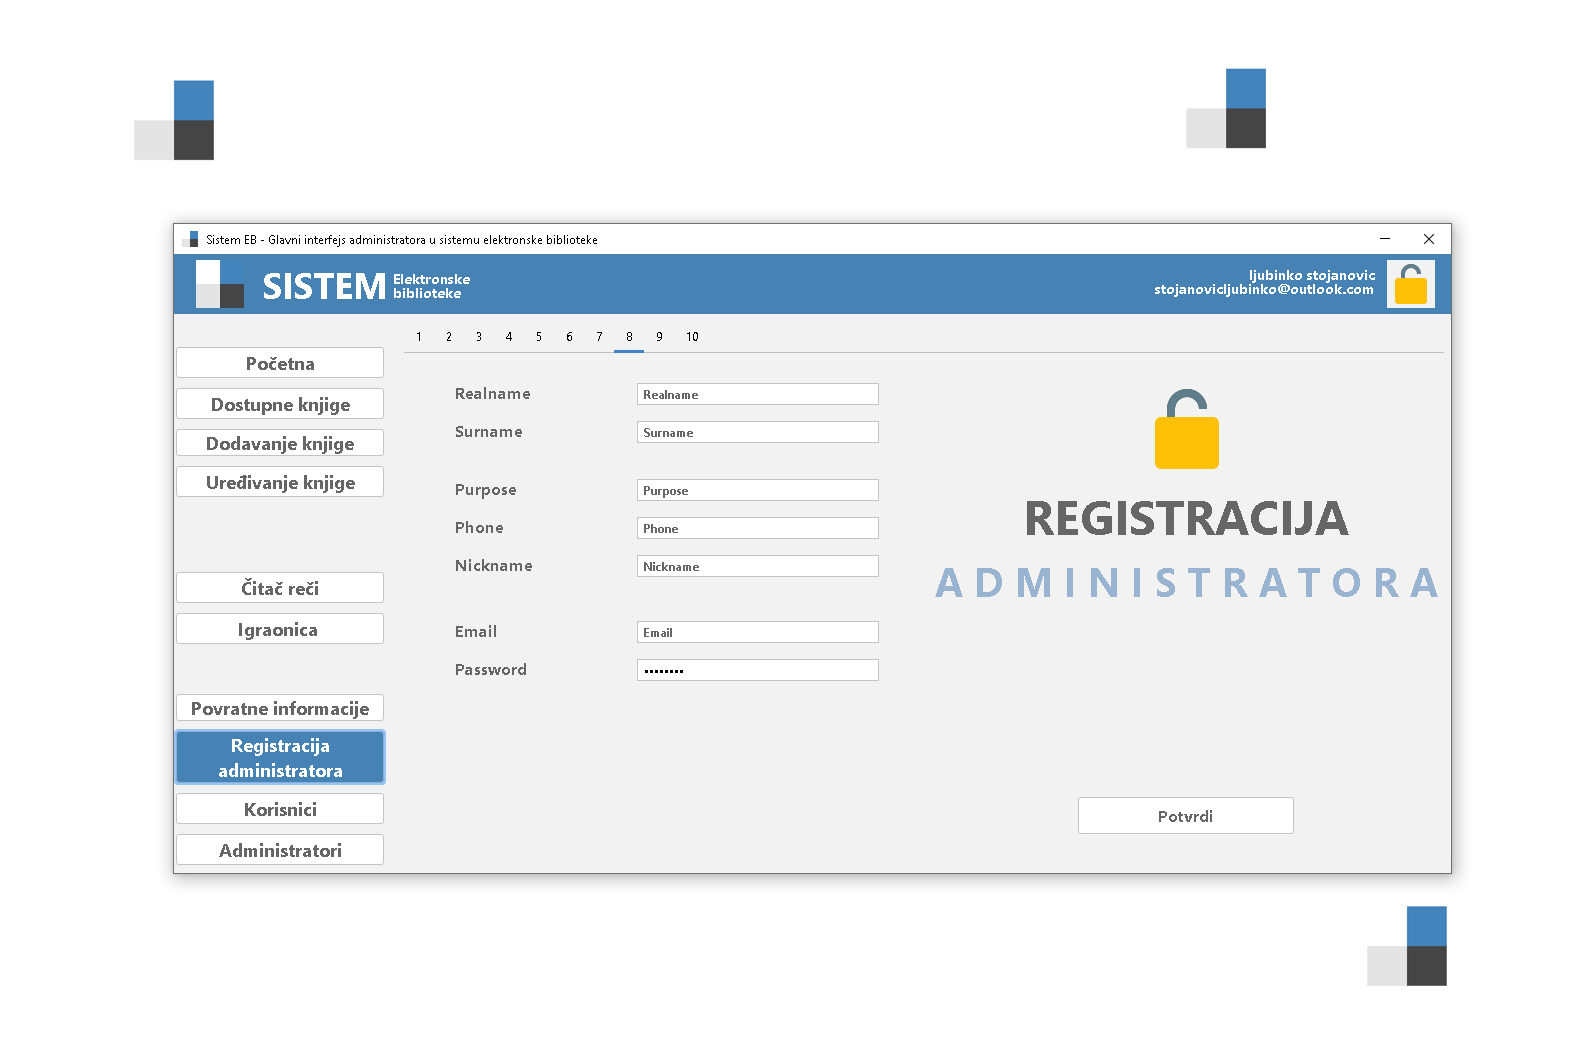 Sistem EB - Glavni interfejs administratora u sistemu elektronske biblioteke
SISTEM Elektronske
biblioteke
ljubinko stojanovic
stojanovicljubinko@outlook.com
1 2 3 4 5 6 7 8 9 10
Početna
Dostupne knjige
Dodavanje knjige
Uređivanje knjige
Čitač reči
Igraonica
Povratne informacije
Registracija
administratora
Korisnici
Administratori
Realname Realname
Surname Surname
Purpose Purpose
Phone Phone
Nickname Nickname
Email Email
Password ••••••••
REGISTRACIJA
ADMINISTRATORA
Potvrdi